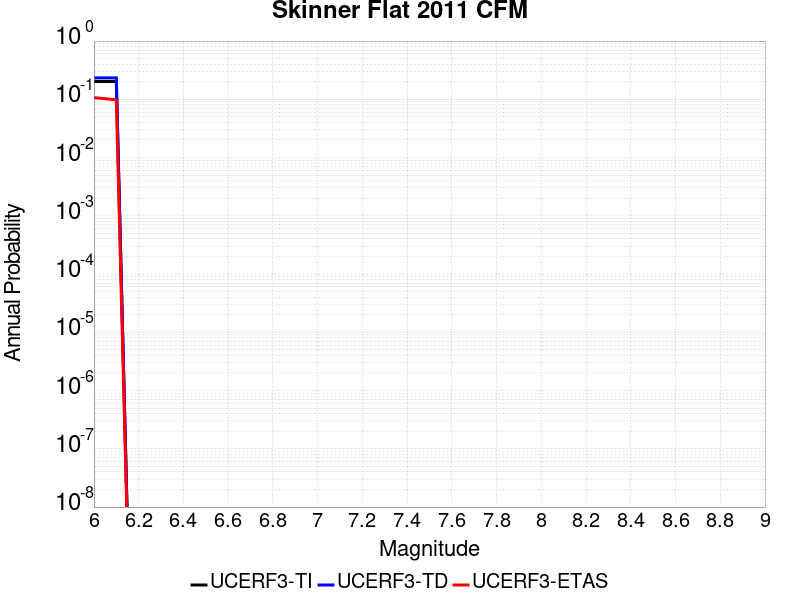 Skinner Flat 2011 CFM
Annual Probability
10^0
10^-1
10^-2
10^-3
10^-4
10^-5
10^-6
10^-7
10^-8
6 6.2 6.4 6.6 6.8 7 7.2 7.4 7.6 7.8 8 8.2 8.4 8.6 8.8 9
Magnitude
UCERF3-TI UCERF3-TD UCERF3-ETAS